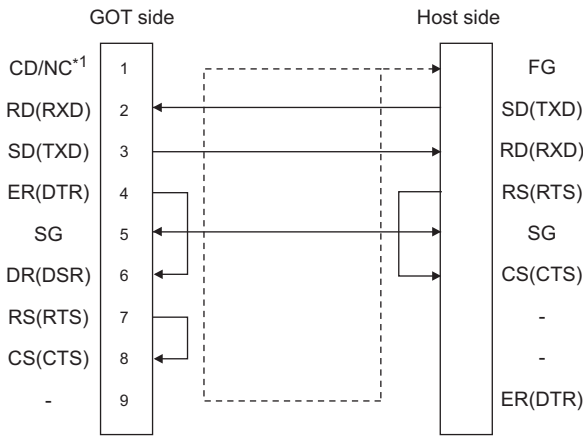 GOT side Host side
CD/NC*1 1 FG
RD(RXD) 2 SD(TXD)
SD(TXD) 3 RD(RXD)
ER(DTR) 4 RS(RTS)
SG 5 SG
DR(DSR) 6 CS(CTS)
RS(RTS) 7 -
CS(CTS) 8 -
- 9 ER(DTR)